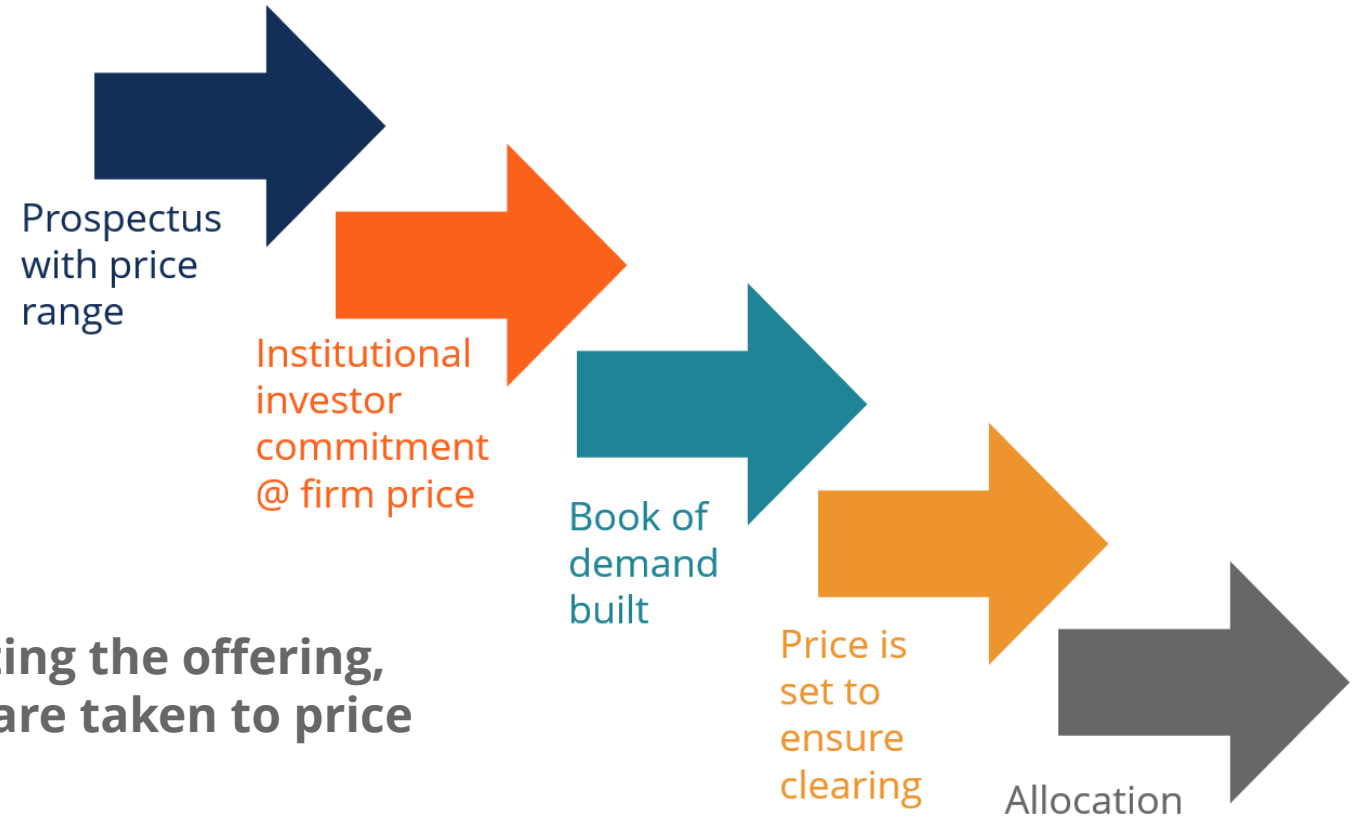 Prospectus
with price
range
Institutional
investor
commitment
@ firm price
Book of
demand
built
Price is
set to
ensure
clearing
Allocation
the offering,
are taken to price